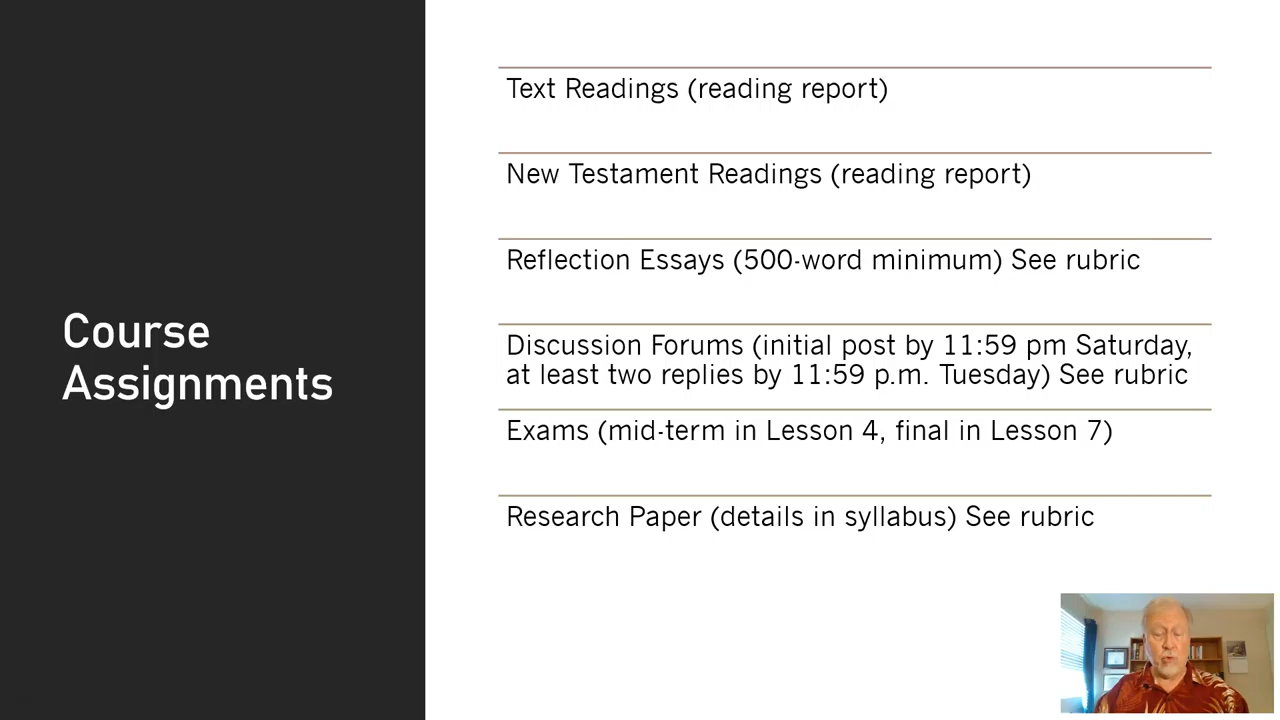 Course
Assignments
Text Readings (reading report)
New Testament Readings (reading report)
Reflection Essays (500-word minimum) See rubric
Discussion Forums (initial post by 11:59 pm Saturday,
at least two replies by 11:59 p.m. Tuesday) See rubric
Exams (mid-term in Lesson 4, final in Lesson 7)
Research Paper (details in syllabus) See rubric